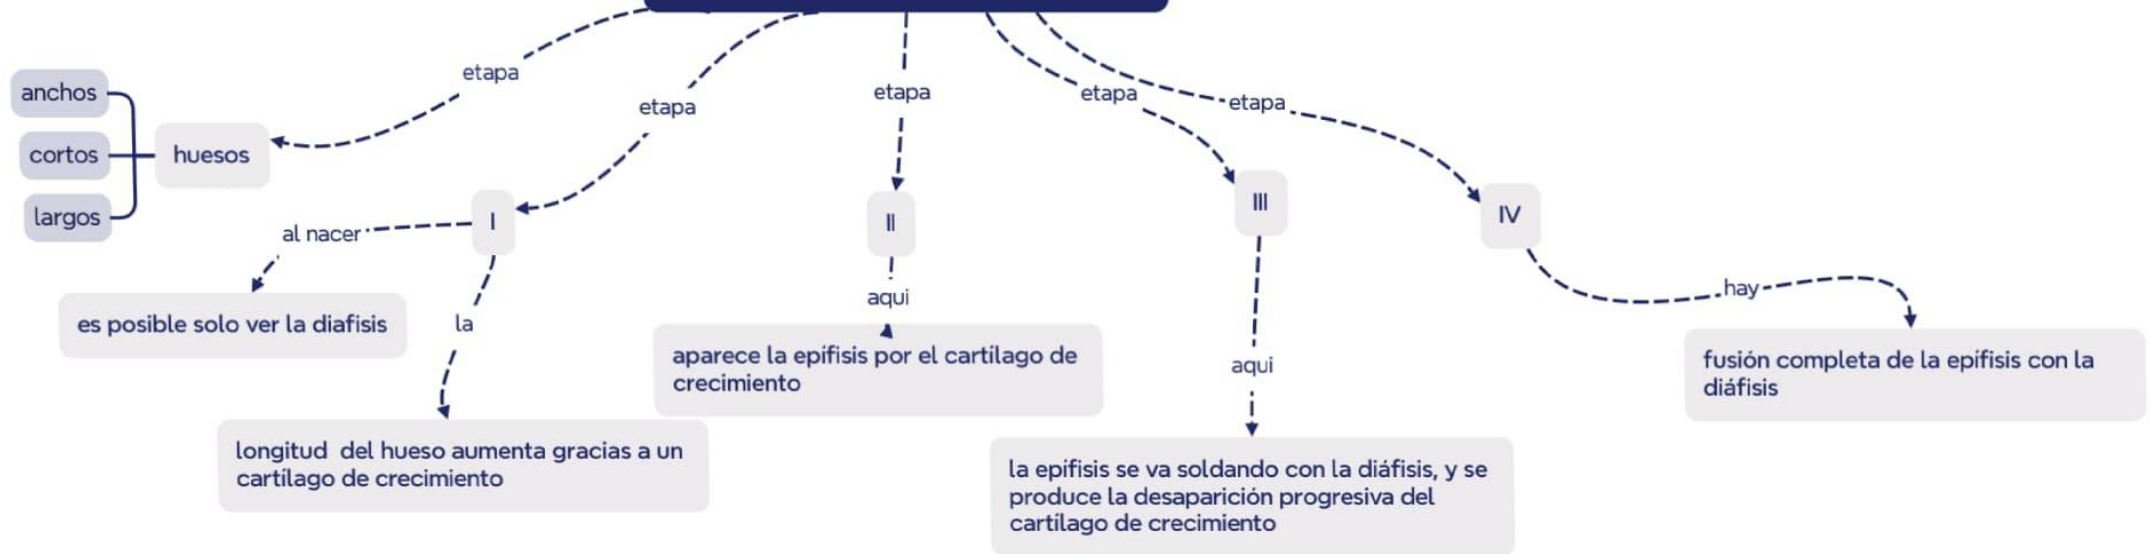 etapa
etapa
etapa
etapa
etapa
anchos
cortos
largos
huesos
I
II
III
IV
al nacer
es posible solo ver la diafisis
la
longitud del hueso aumenta gracias a un
cartílago de crecimiento
aqui
aparece la epífisis por el cartílago de
crecimiento
aqui
la epífisis se va soldando con la diáfisis, y se
produce la desaparición progresiva del
cartílago de crecimiento
hay
fusión completa de la epífisis con la
diáfisis